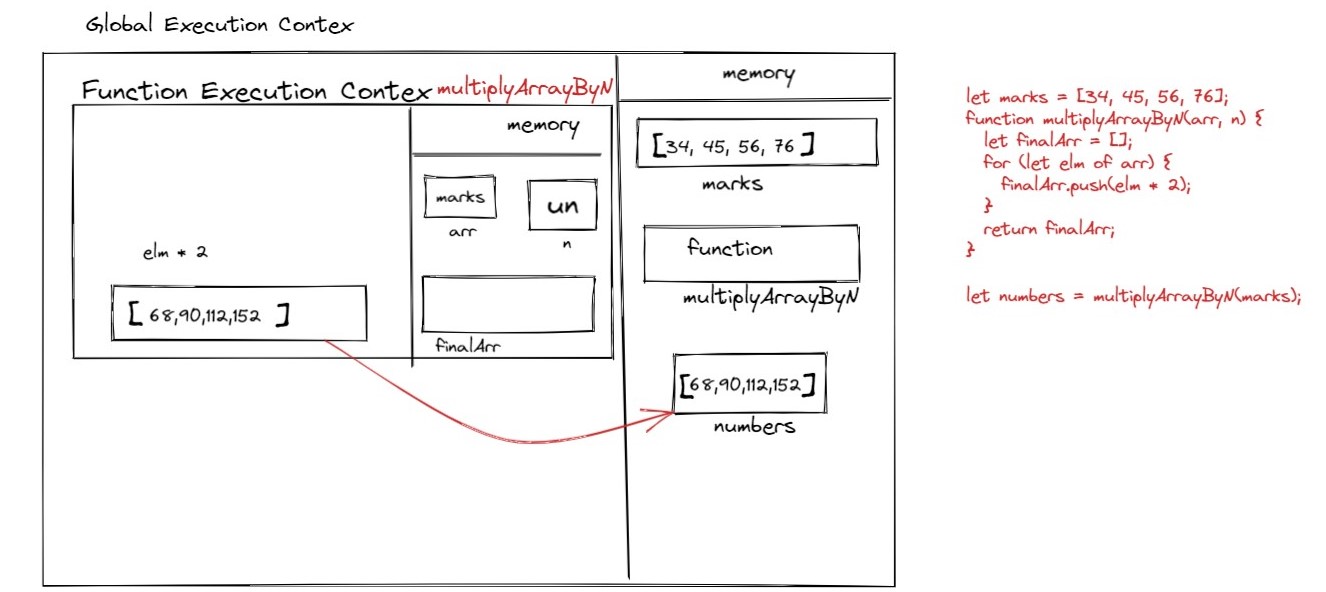 Global Execution Contex
Function Execution Contex multiplyArrayByN
memory
marks
arr
un
n
elm * 2
[ 68,90,112,152 ]
finalArr
memory
[34, 45, 56, 76 ]
marks
function
multiplyArrayByN
[68,90,112,152]
numbers
let marks = [34, 45, 56, 76];
function multiplyArrayByN(arr, n) {
let finalArr = [];
for (let elm of arr) {
finalArr.push(elm * 2);
}
return finalArr;
}
let numbers = multiplyArrayByN(marks);